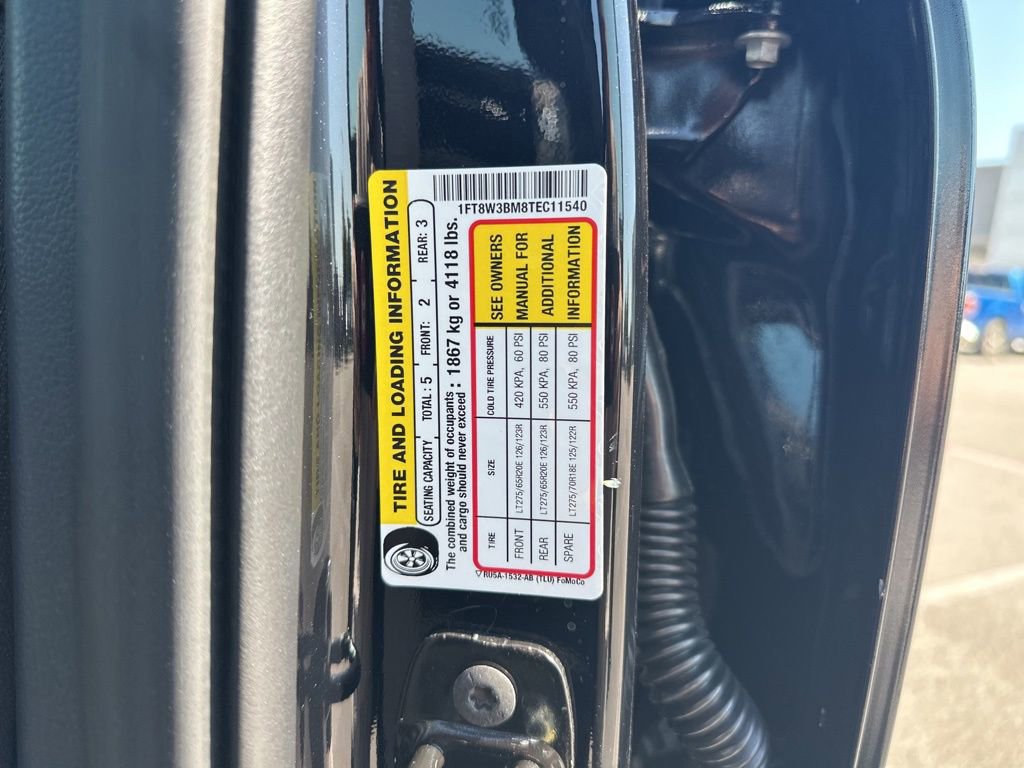 1FT8W3BM8TEC11540
TIRE AND LOADING INFORMATION
SEATING CAPACITY TOTAL : 5 FRONT: 2 REAR: 3
The combined weight of occupants
and cargo should never exceed : 1867 kg or 4118 lbs.
TIRE SIZE COLD TIRE PRESSURE
FRONT LT275/65R20E 126/123R 420 KPA, 60 PSI
REAR LT275/65R20E 126/123R 550 KPA, 80 PSI
SPARE LT275/70R18E 125/122R 550 KPA, 80 PSI
SEE OWNERS
MANUAL FOR
ADDITIONAL
INFORMATION
RU5A-1532-AB (TLU) FoMoCo